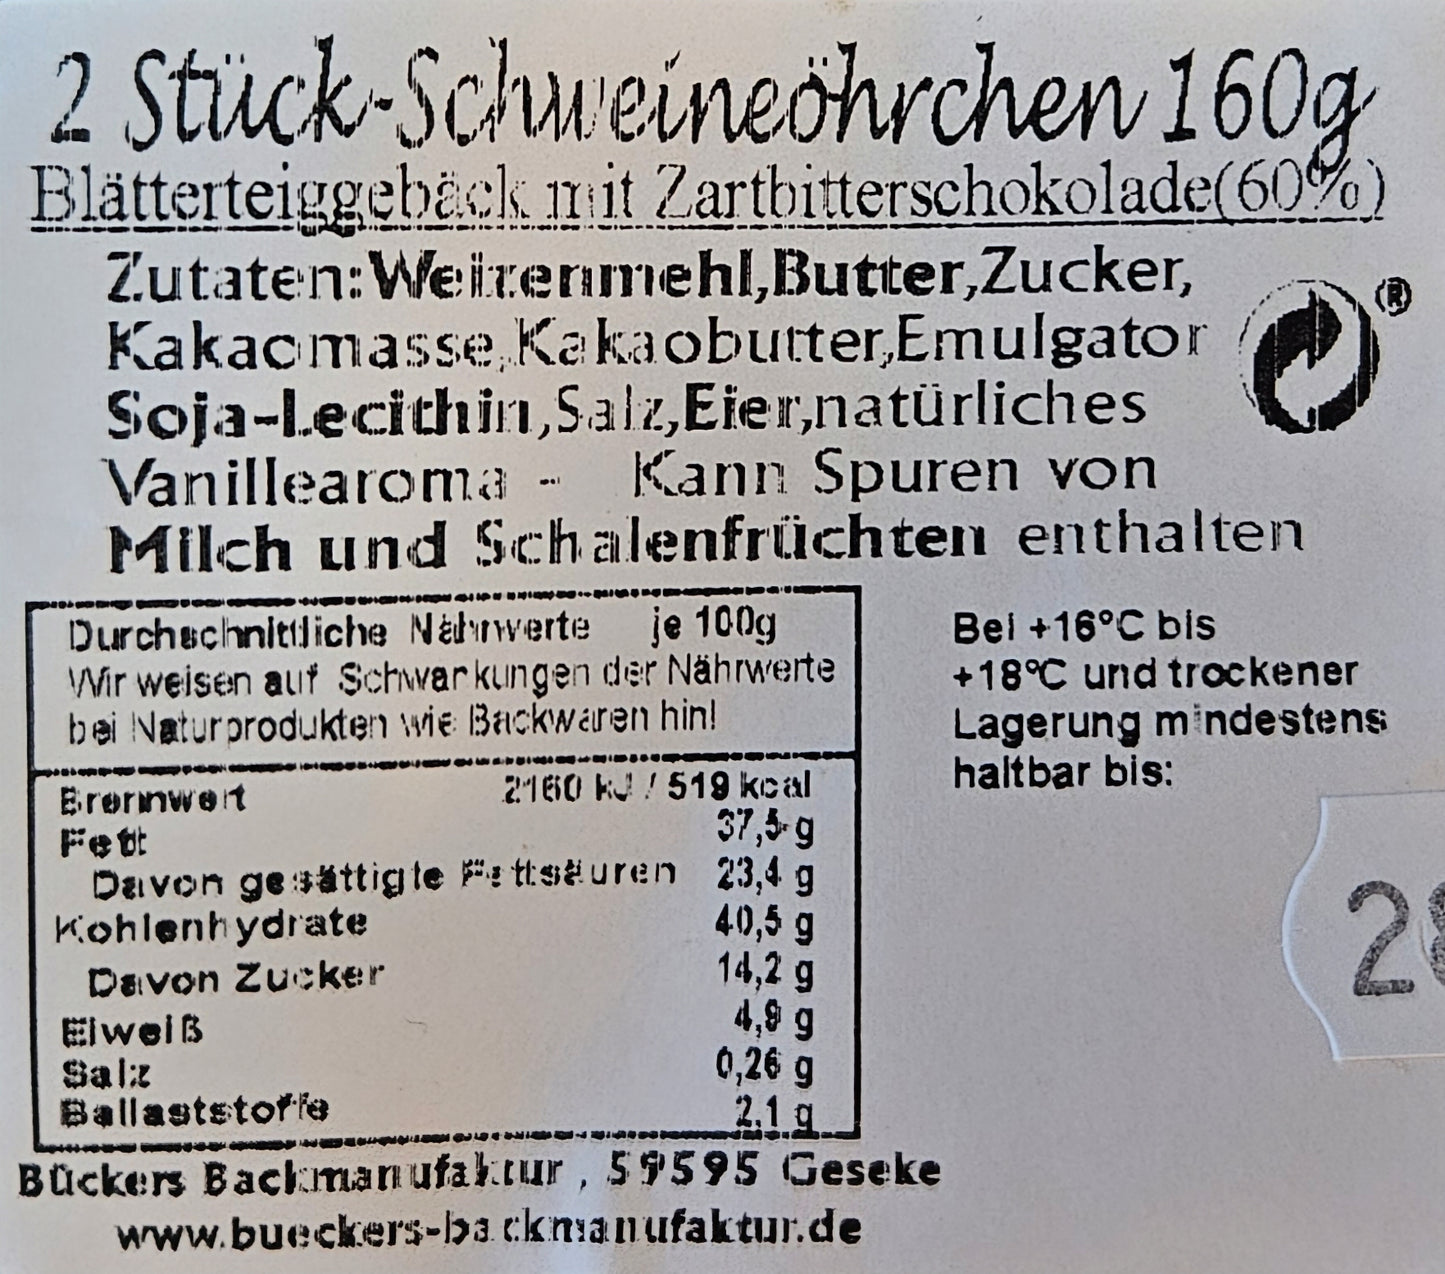 2 Stück-Schweineöhrchen 160g
Blätterteiggebäck mit Zartbitterschokolade(60%)
Zutaten:Weizenmehl,Butter,Zucker,
Kakaomasse,Kakaobutter,Emulgator
Soja-Lecithin,Salz,Eier,natürliches
Vanillearoma - Kann Spuren von
Milch und Schalenfrüchten enthalten
®
Durchschnittliche Nährwerte je 100g
Wir weisen auf Schwankungen der Nährwerte
bei Naturprodukten wie Backwaren hin!
Brennwert 2160 kJ / 519 kcal
Fett 37,5 g
Davon gesättigte Fettsäuren 23,4 g
Kohlenhydrate 40,5 g
Davon Zucker 14,2 g
Eiweiß 4,9 g
Salz 0,26 g
Ballaststoffe 2,1 g
Bei +16°C bis
+18°C und trockener
Lagerung mindestens
haltbar bis:
Bückers Backmanufaktur , 59595 Geseke
www.bueckers-backmanufaktur.de